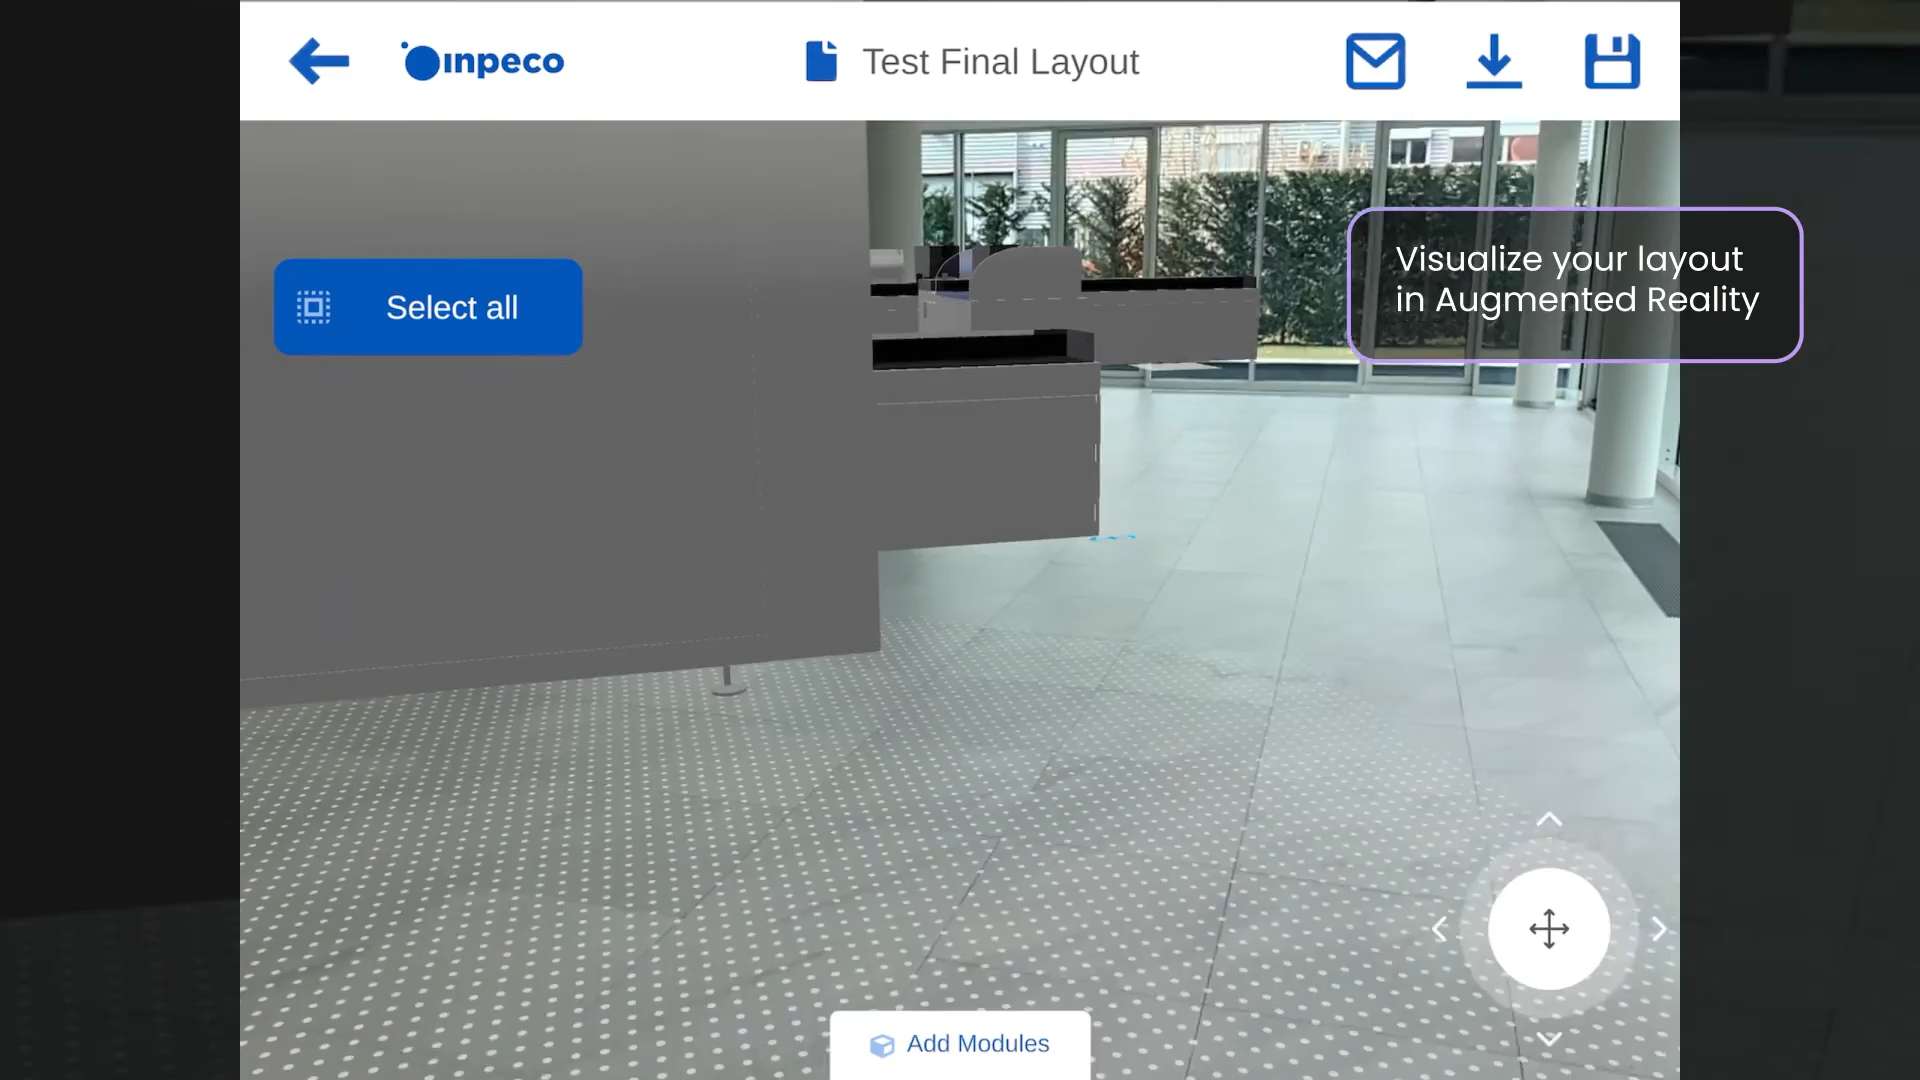 inpeco
Test Final Layout
Select all
Visualize your layout
in Augmented Reality
Add Modules